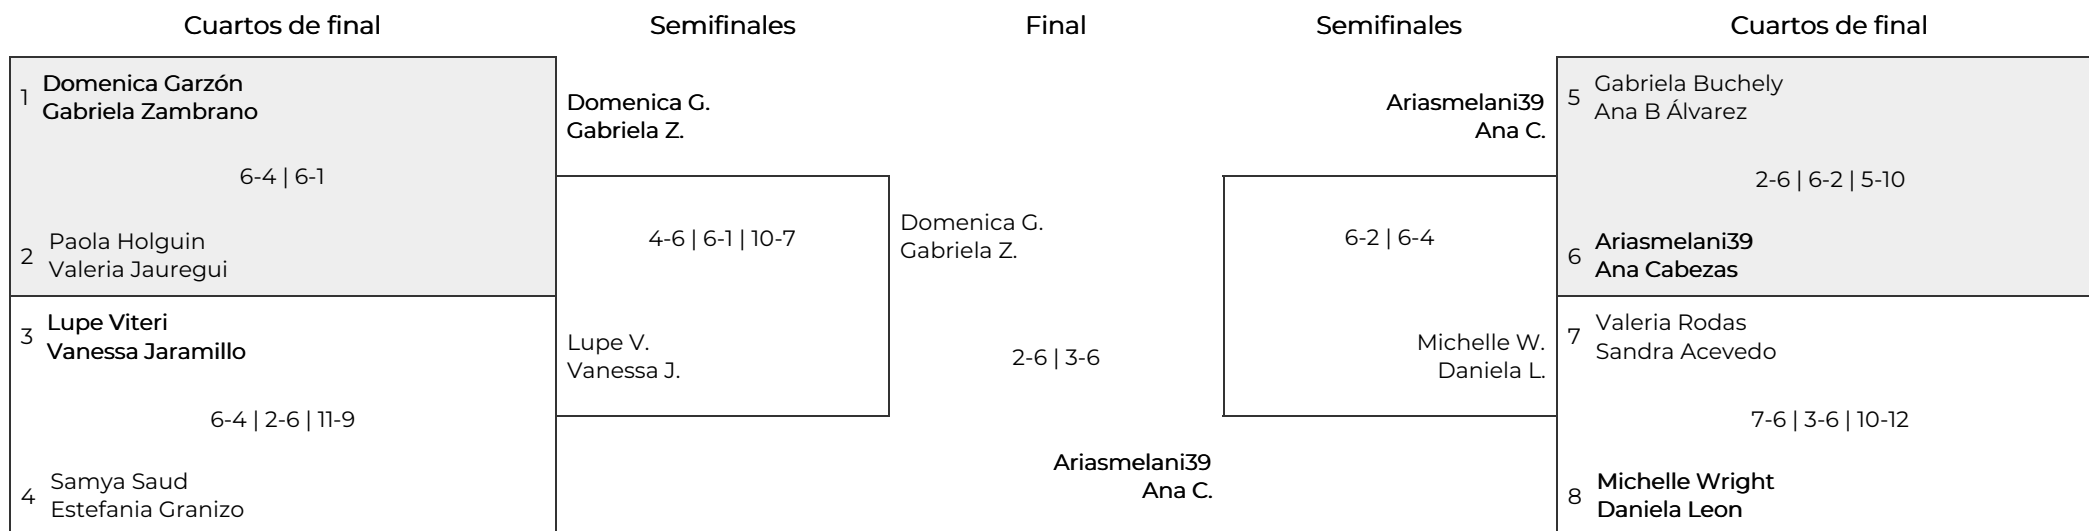 Cuartos de final
Semifinales
Final
Semifinales
Cuartos de final
1
Domenica Garzón
Gabriela Zambrano
6-4 | 6-1
2
Paola Holguin
Valeria Jauregui
3
Lupe Viteri
Vanessa Jaramillo
6-4 | 2-6 | 11-9
4
Samya Saud
Estefania Granizo
Domenica G.
Gabriela Z.
4-6 | 6-1 | 10-7
Lupe V.
Vanessa J.
Domenica G.
Gabriela Z.
2-6 | 3-6
Ariasmelani39
Ana C.
Ariasmelani39
Ana C.
6-2 | 6-4
Michelle W.
Daniela L.
5
Gabriela Buchely
Ana B Álvarez
2-6 | 6-2 | 5-10
6
Ariasmelani39
Ana Cabezas
7
Valeria Rodas
Sandra Acevedo
7-6 | 3-6 | 10-12
8
Michelle Wright
Daniela Leon